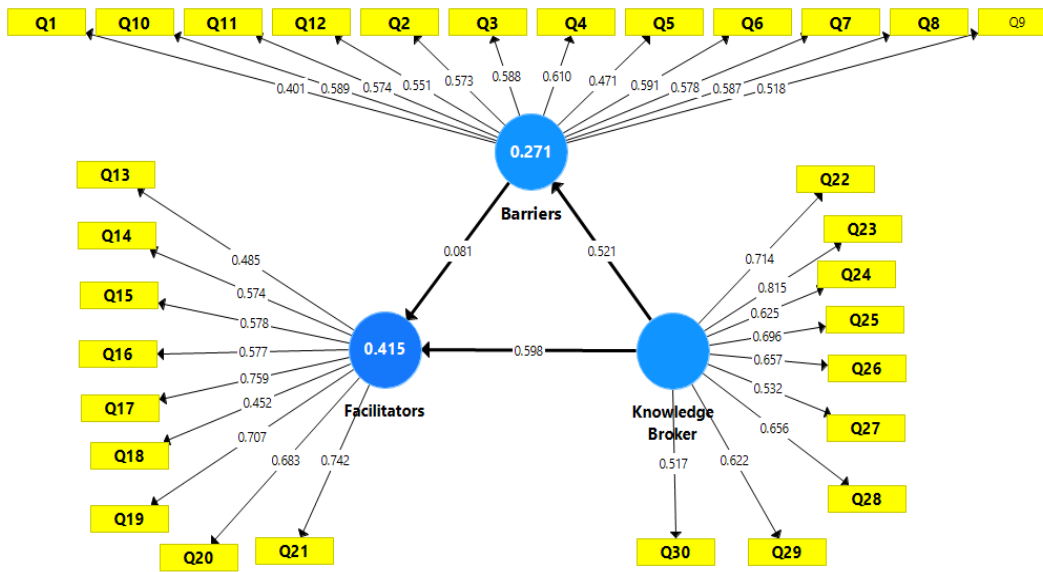 Q1 Q10 Q11 Q12 Q2 Q3 Q4 Q5 Q6 Q7 Q8 Q9
0.401 0.589 0.574 0.551 0.573 0.588 0.610 0.471 0.591 0.578 0.587 0.518
0.271
Barriers
Q13
Q14
Q15
Q16
Q17
Q18
Q19
Q20
Q21
0.485
0.574
0.578
0.577
0.759
0.452
0.707
0.683
0.742
0.415
Facilitators
0.081
0.521
0.598
Knowledge
Broker
0.714
0.815
0.625
0.696
0.657
0.532
0.656
0.622
0.517
Q22
Q23
Q24
Q25
Q26
Q27
Q28
Q29
Q30